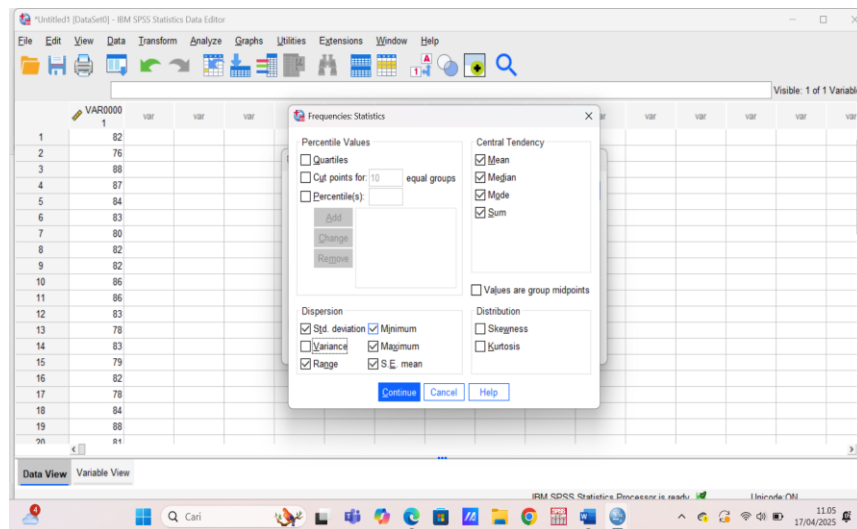 *Untitled1 [DataSet0] - IBM SPSS Statistics Data Editor
File Edit View Data Transform Analyze Graphs Utilities Extensions Window Help
Visible: 1 of 1 Variable
VAR0000
1
var var var var var var var var
1 82
2 76
3 88
4 87
5 84
6 83
7 80
8 82
9 82
10 86
11 86
12 83
13 78
14 83
15 79
16 82
17 78
18 84
19 88
20 81
Frequencies: Statistics
Percentile Values
Quartiles
Cut points for: 10 equal groups
Percentile(s):
Add
Change
Remove
Central Tendency
Mean
Median
Mode
Sum
Values are group midpoints
Dispersion
Std. deviation Minimum
Variance Maximum
Range S.E. mean
Distribution
Skewness
Kurtosis
Continue Cancel Help
Data View Variable View
IBM SPSS Statistics Processor is ready Unicode:ON
4
Cari
11.05
17/04/2025